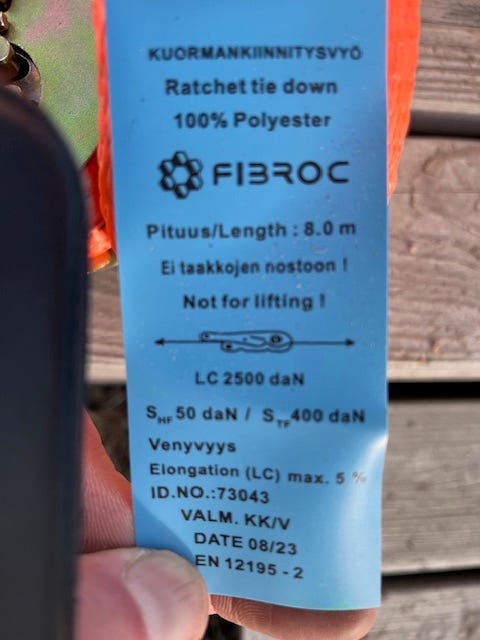 KUORMANKIINNITYSVYÖ
Ratchet tie down
100% Polyester
FIBROC
Pituus/Length : 8.0 m
Ei taakkojen nostoon !
Not for lifting !
LC 2500 daN
SHF 50 daN / STF 400 daN
Venyvyys
Elongation (LC) max. 5 %
ID.NO.:73043
VALM. KK/V
DATE 08/23
EN 12195 - 2